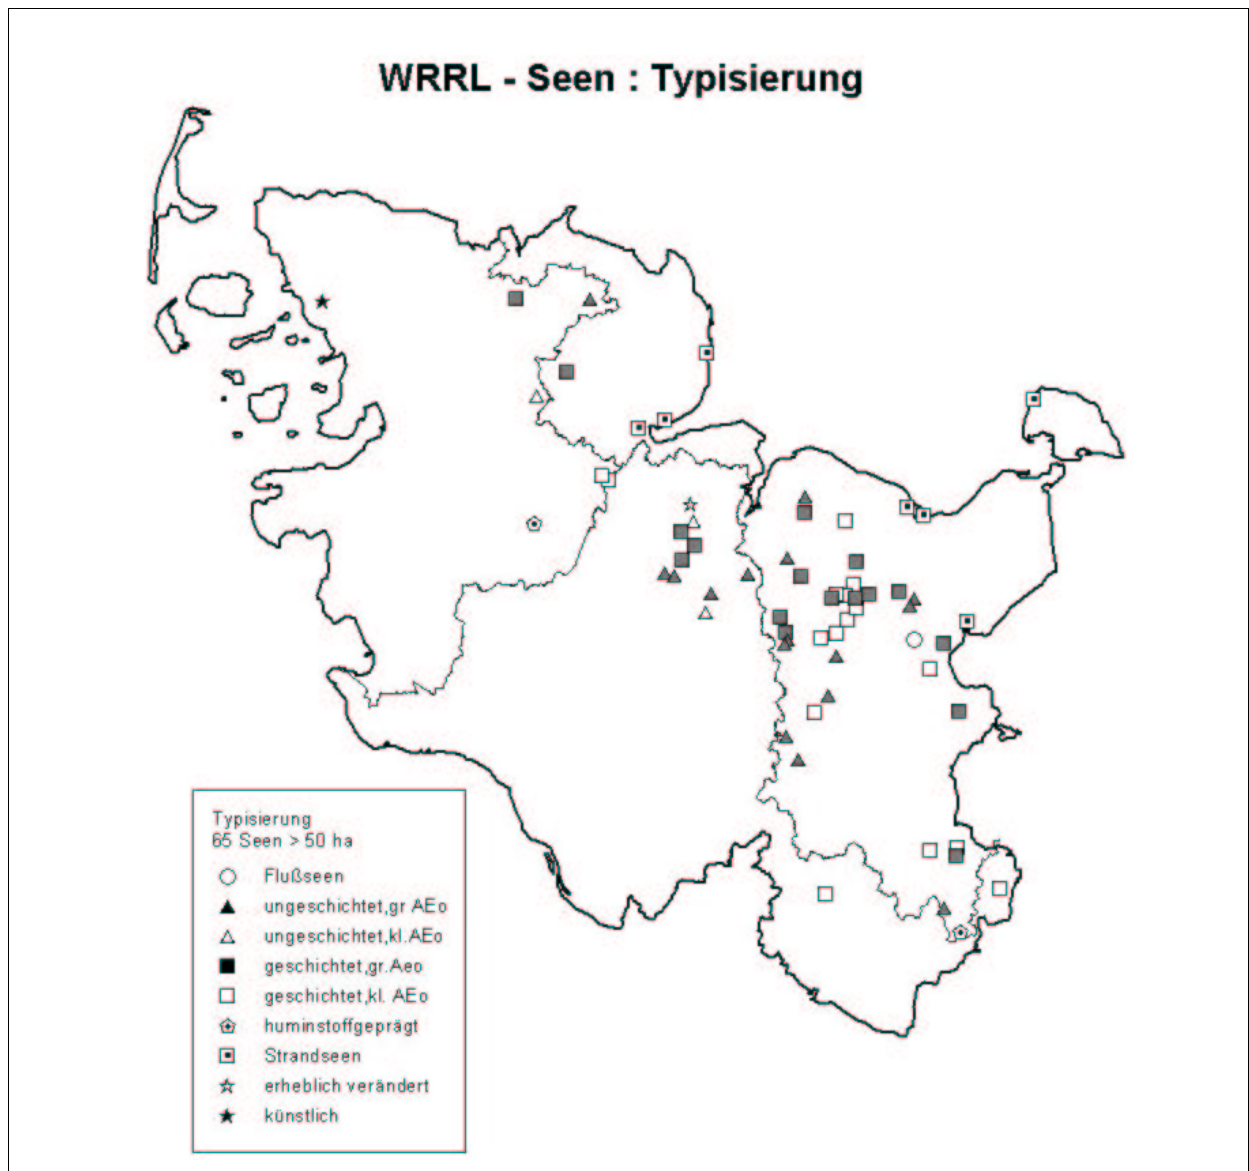 WRRL - Seen : Typisierung
Typisierung
65 Seen > 50 ha
Flußseen
ungeschichtet,gr AEo
ungeschichtet,kl.AEo
geschichtet,gr.Aeo
geschichtet,kl. AEo
huminstoffgeprägt
Strandseen
erheblich verändert
künstlich